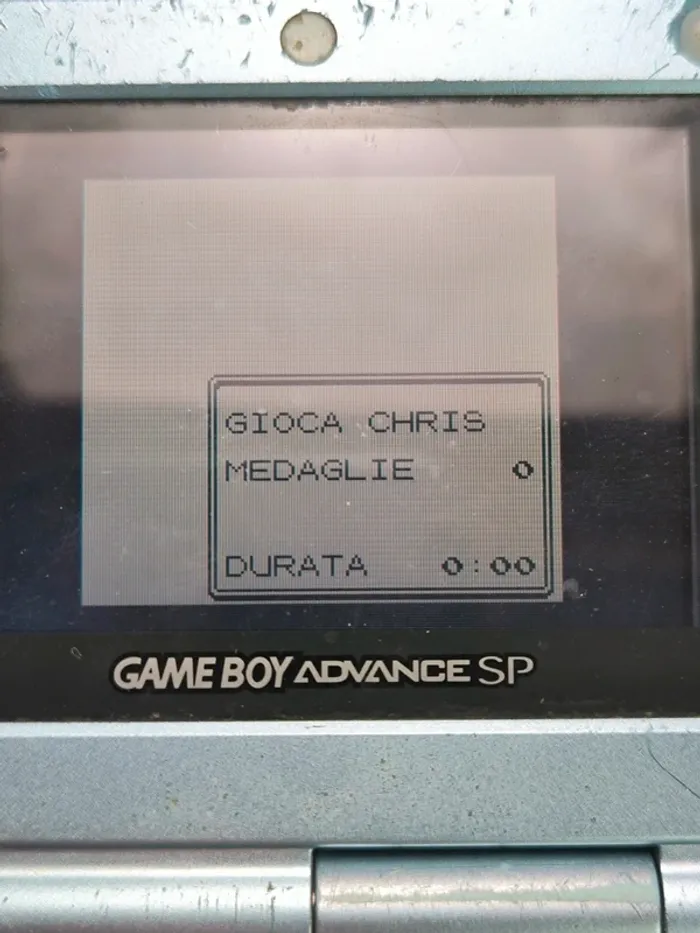 GIOCA CHRIS
MEDAGLIE 0
DURATA 0:00
GAME BOY ADVANCE SP